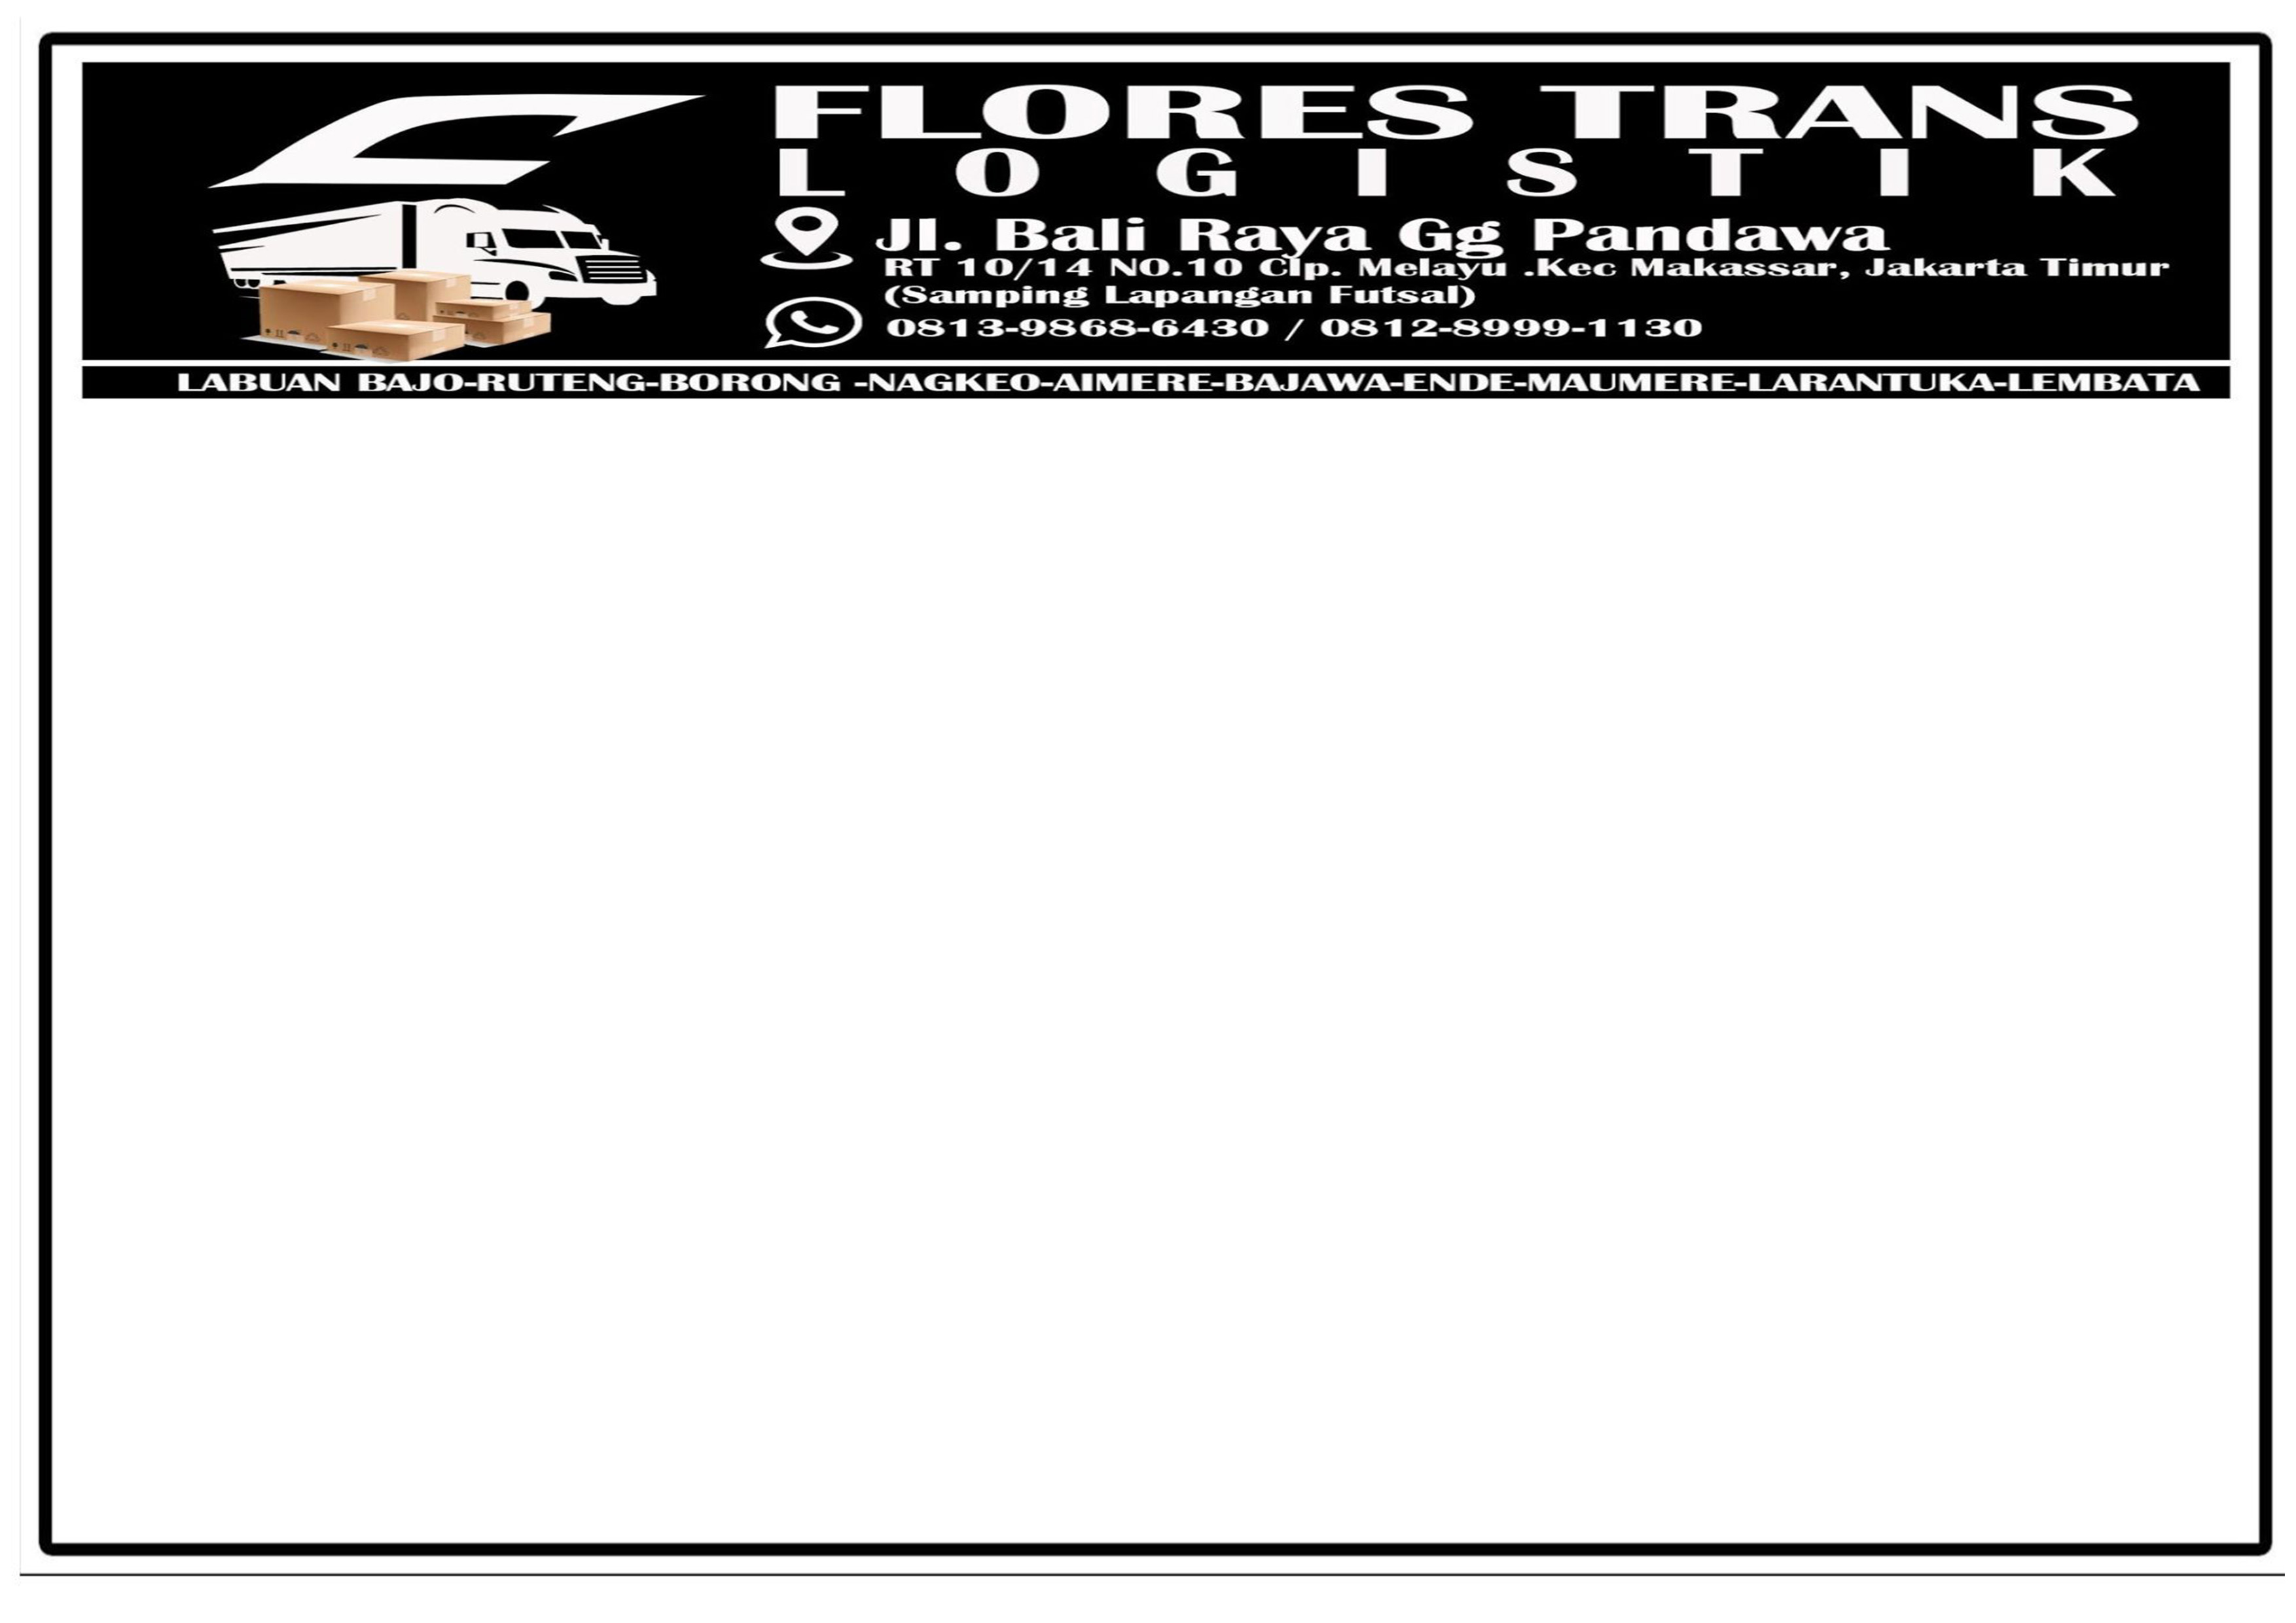 FLORES TRANS
LOGISTIK
Jl. Bali Raya Gg Pandawa
RT 10/14 NO.10 Clp. Melayu .Kec Makassar, Jakarta Timur
(Samping Lapangan Futsal)
0813-9868-6430 / 0812-8999-1130
LABUAN BAJO-RUTENG-BORONG -NAGKEO-AIMERE-BAJAWA-ENDE-MAUMERE-LARANTUKA-LEMBATA